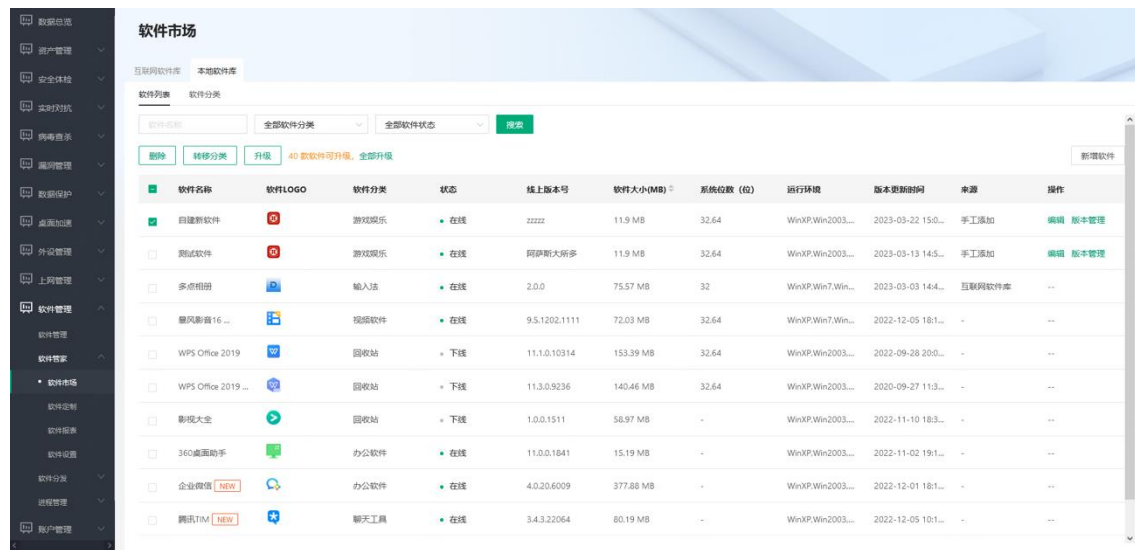 数据总览
资产管理
安全体检
实时对抗
病毒查杀
漏洞管理
数据保护
桌面加速
外设管理
上网管理
软件管理
软件管理
软件管家
软件市场
软件定制
软件报表
软件设置
软件分发
进程管理
账户管理
软件市场
互联网软件库 本地软件库
软件列表 软件分类
软件名称 全部软件分类 全部软件状态 搜索
删除 转移分类 升级 40 款软件可升级, 全部升级 新增软件
软件名称 软件LOGO 软件分类 状态 线上版本号 软件大小(MB) 系统位数（位） 运行环境 版本更新时间 来源 操作
自建新软件 游戏娱乐 在线 zzzzz 11.9 MB 32,64 WinXP,Win2003,... 2023-03-22 15:0... 手工添加 编辑 版本管理
测试软件 游戏娱乐 在线 阿萨斯大所多 11.9 MB 32,64 WinXP,Win2003,... 2023-03-13 14:5... 手工添加 编辑 版本管理
多点相册 输入法 在线 2.0.0 75.57 MB 32 WinXP,Win7,Win... 2023-03-03 14:4... 互联网软件库 --
暴风影音16 ... 视频软件 在线 9.5.1202.1111 72.03 MB 32,64 WinXP,Win7,Win... 2022-12-05 18:1... - --
WPS Office 2019 回收站 下线 11.1.0.10314 153.39 MB 32,64 WinXP,Win2003,... 2022-09-28 20:0... - --
WPS Office 2019 ... 回收站 下线 11.3.0.9236 140.46 MB 32,64 WinXP,Win2003,... 2020-09-27 11:3... - --
影视大全 回收站 下线 1.0.0.1511 58.97 MB - WinXP,Win2003,... 2022-11-10 18:3... - --
360桌面助手 办公软件 在线 11.0.0.1841 15.19 MB - WinXP,Win2003,... 2022-11-02 19:1... - --
企业微信 NEW 办公软件 在线 4.0.20.6009 377.88 MB - WinXP,Win2003,... 2022-12-01 18:1... - --
腾讯TIM NEW 聊天工具 在线 3.4.3.22064 80.19 MB - WinXP,Win2003,... 2022-12-05 10:1... - --